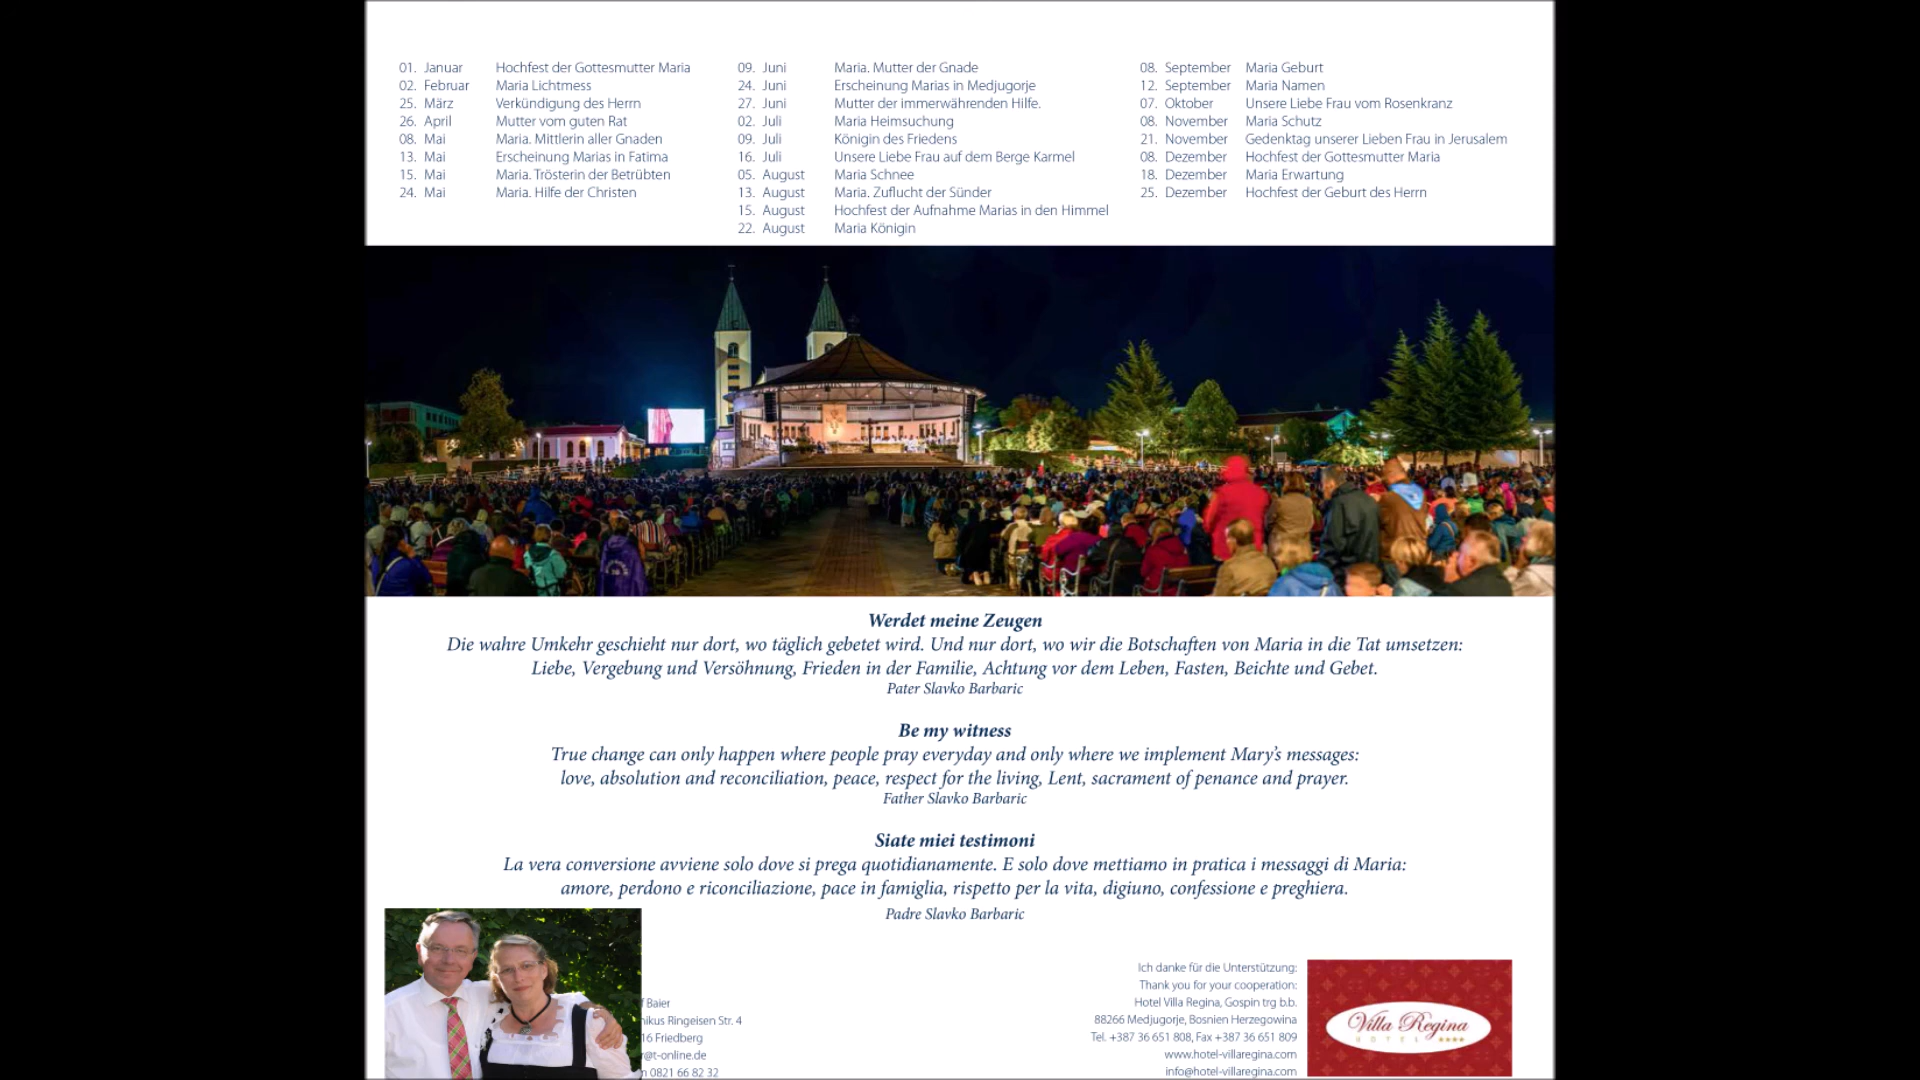 01. Januar Hochfest der Gottesmutter Maria
02. Februar Maria Lichtmess
25. März Verkündigung des Herrn
26. April Mutter vom guten Rat
08. Mai Maria. Mittlerin aller Gnaden
13. Mai Erscheinung Marias in Fatima
15. Mai Maria. Trösterin der Betrübten
24. Mai Maria. Hilfe der Christen
09. Juni Maria. Mutter der Gnade
24. Juni Erscheinung Marias in Medjugorje
27. Juni Mutter der immerwährenden Hilfe.
02. Juli Maria Heimsuchung
09. Juli Königin des Friedens
16. Juli Unsere Liebe Frau auf dem Berge Karmel
05. August Maria Schnee
13. August Maria. Zuflucht der Sünder
15. August Hochfest der Aufnahme Marias in den Himmel
22. August Maria Königin
08. September Maria Geburt
12. September Maria Namen
07. Oktober Unsere Liebe Frau vom Rosenkranz
08. November Maria Schutz
21. November Gedenktag unserer Lieben Frau in Jerusalem
08. Dezember Hochfest der Gottesmutter Maria
18. Dezember Maria Erwartung
25. Dezember Hochfest der Geburt des Herrn
Werdet meine Zeugen
Die wahre Umkehr geschieht nur dort, wo täglich gebetet wird. Und nur dort, wo wir die Botschaften von Maria in die Tat umsetzen:
Liebe, Vergebung und Versöhnung, Frieden in der Familie, Achtung vor dem Leben, Fasten, Beichte und Gebet.
Pater Slavko Barbaric
Be my witness
True change can only happen where people pray everyday and only where we implement Mary's messages:
love, absolution and reconciliation, peace, respect for the living, Lent, sacrament of penance and prayer.
Father Slavko Barbaric
Siate miei testimoni
La vera conversione avviene solo dove si prega quotidianamente. E solo dove mettiamo in pratica i messaggi di Maria:
amore, perdono e riconciliazione, pace in famiglia, rispetto per la vita, digiuno, confessione e preghiera.
Padre Slavko Barbaric
Baier
Ringeisen Str. 4
16 Friedberg
@t-online.de
0821 66 82 32
Ich danke für die Unterstützung:
Thank you for your cooperation:
Hotel Villa Regina, Gospin trg b.b.
88266 Medjugorje, Bosnien Herzegowina
Tel. +387 36 651 808, Fax +387 36 651 809
www.hotel-villaregina.com
info@hotel-villaregina.com
Villa Regina
HOTEL